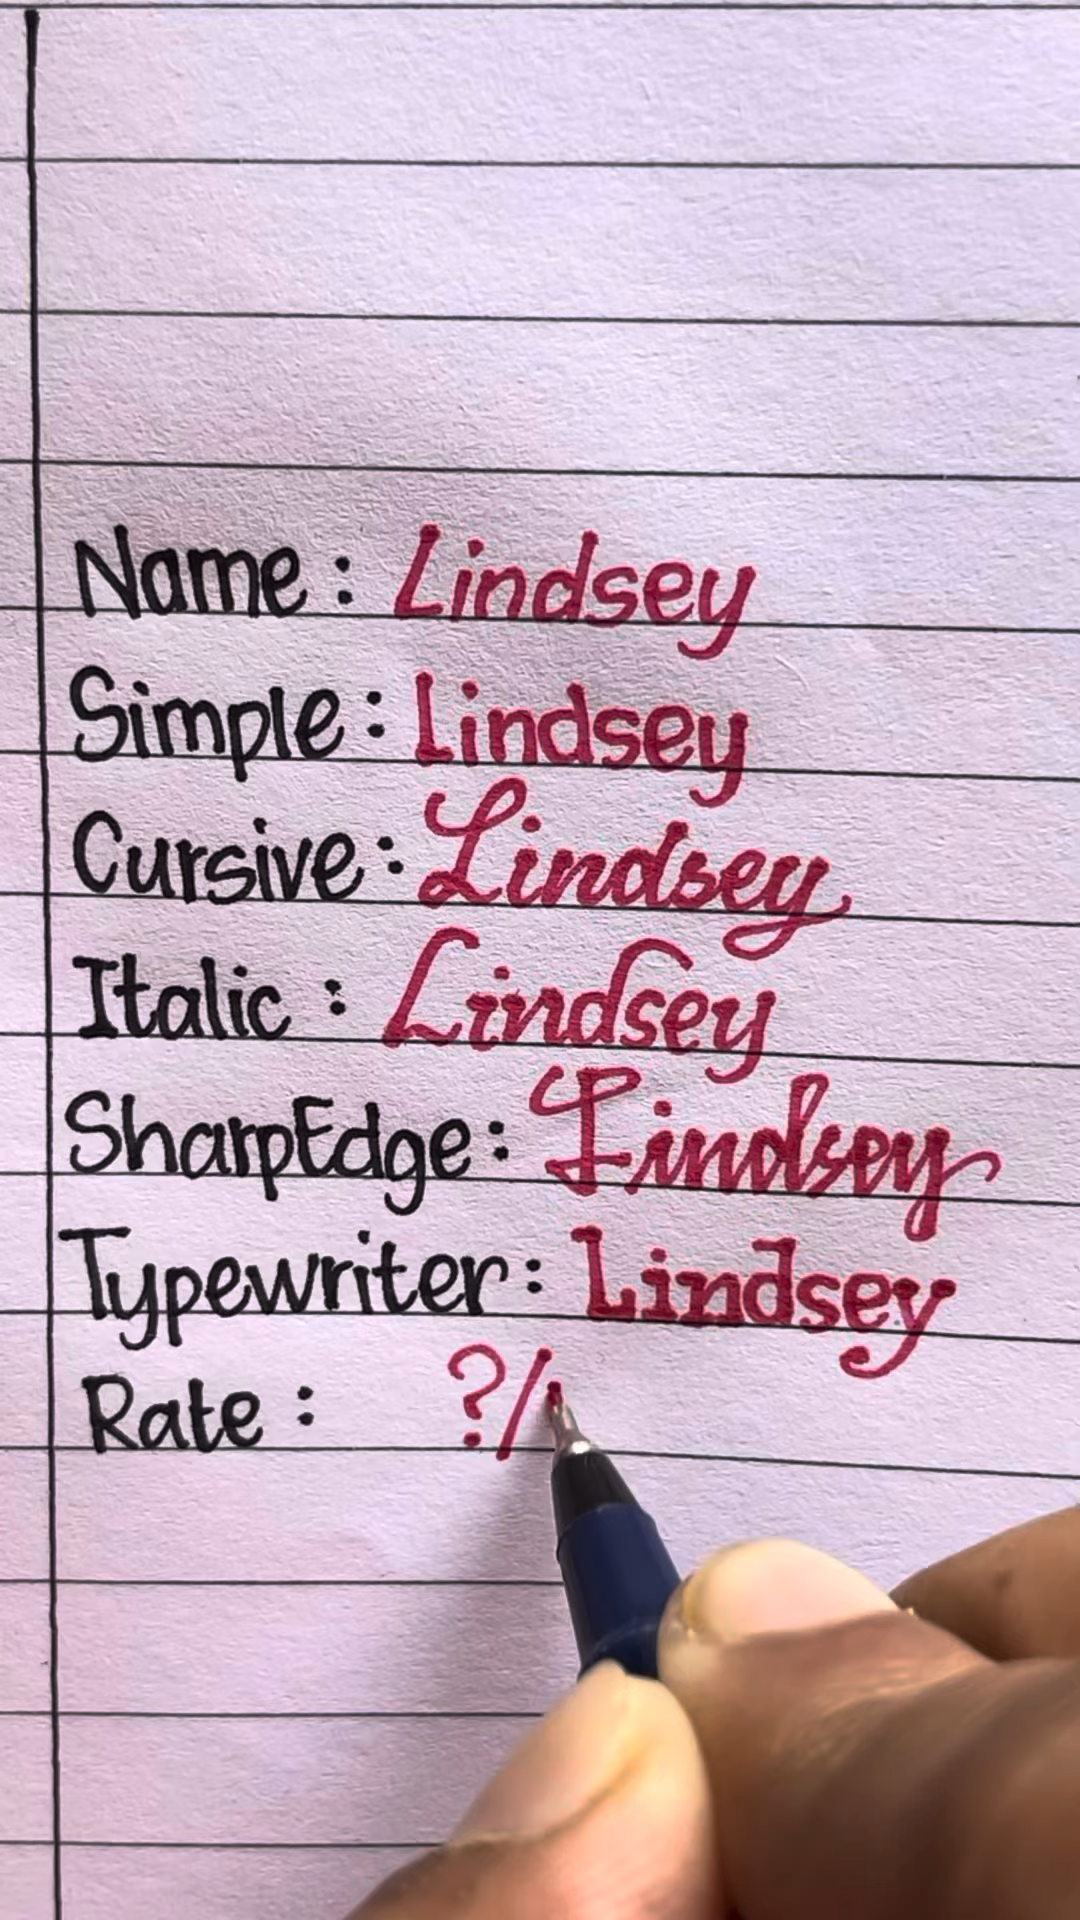 Name : Lindsey
Simple : Lindsey
Cursive : Lindsey
Italic : Lindsey
SharpEdge : Lindsey
Typewriter : Lindsey
Rate : ?/